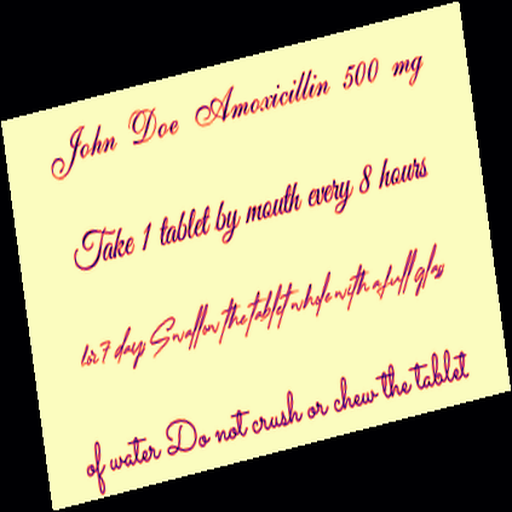 John Doe Amoxicillin 500 mg
Take 1 tablet by mouth every 8 hours
for 7 days Swallow the tablet whole with a full glass
of water Do not crush or chew the tablet